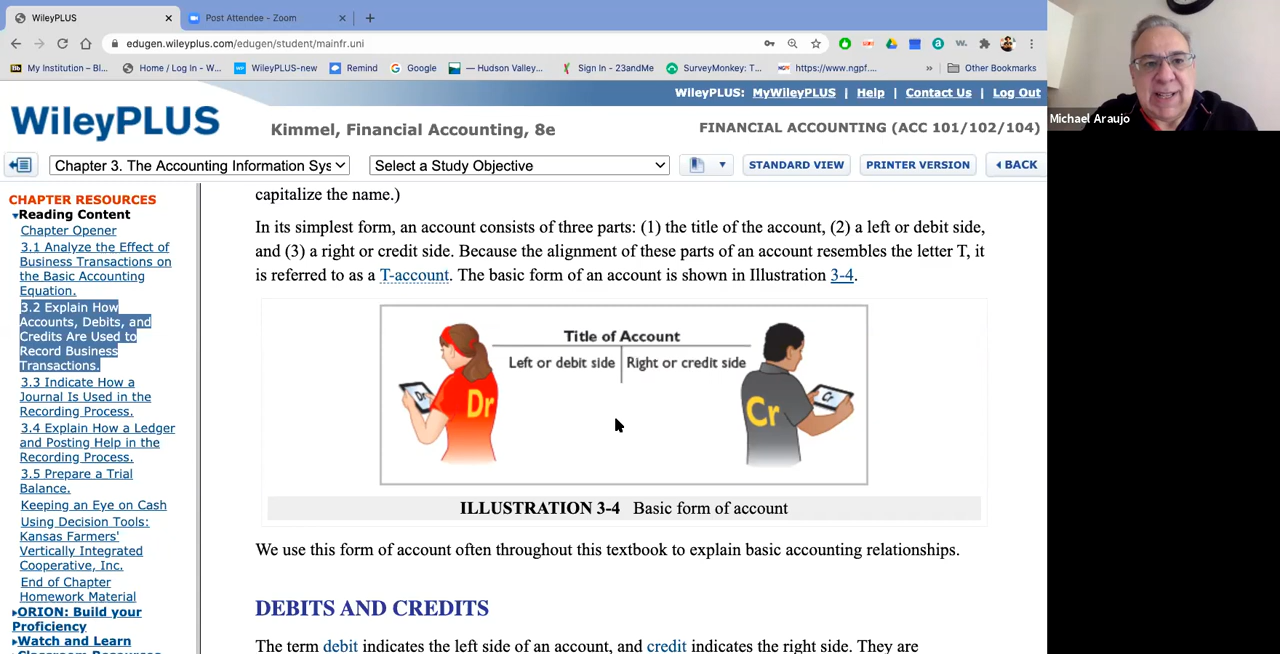 WileyPLUS
Post Attendee - Zoom
edugen.wileyplus.com/edugen/student/mainfr.uni
My Institution – Bl...
Home / Log In - W...
WileyPLUS-new
Remind
Google
— Hudson Valley...
Sign In - 23andMe
SurveyMonkey: T...
https://www.ngpf....
Other Bookmarks
WileyPLUS: MyWileyPLUS | Help | Contact Us | Log Out
WileyPLUS
Kimmel, Financial Accounting, 8e
FINANCIAL ACCOUNTING (ACC 101/102/104)
Michael Araujo
Chapter 3. The Accounting Information Sys
Select a Study Objective
STANDARD VIEW
PRINTER VERSION
BACK
CHAPTER RESOURCES
Reading Content
Chapter Opener
3.1 Analyze the Effect of
Business Transactions on
the Basic Accounting
Equation.
3.2 Explain How
Accounts, Debits, and
Credits Are Used to
Record Business
Transactions.
3.3 Indicate How a
Journal Is Used in the
Recording Process.
3.4 Explain How a Ledger
and Posting Help in the
Recording Process.
3.5 Prepare a Trial
Balance.
Keeping an Eye on Cash
Using Decision Tools:
Kansas Farmers'
Vertically Integrated
Cooperative, Inc.
End of Chapter
Homework Material
ORION: Build your
Proficiency
Watch and Learn
Classroom Resources
capitalize the name.)
In its simplest form, an account consists of three parts: (1) the title of the account, (2) a left or debit side,
and (3) a right or credit side. Because the alignment of these parts of an account resembles the letter T, it
is referred to as a T-account. The basic form of an account is shown in Illustration 3-4.
Title of Account
Left or debit side
Right or credit side
Dr
Dr
Cr
Cr
ILLUSTRATION 3-4 Basic form of account
We use this form of account often throughout this textbook to explain basic accounting relationships.
DEBITS AND CREDITS
The term debit indicates the left side of an account, and credit indicates the right side. They are